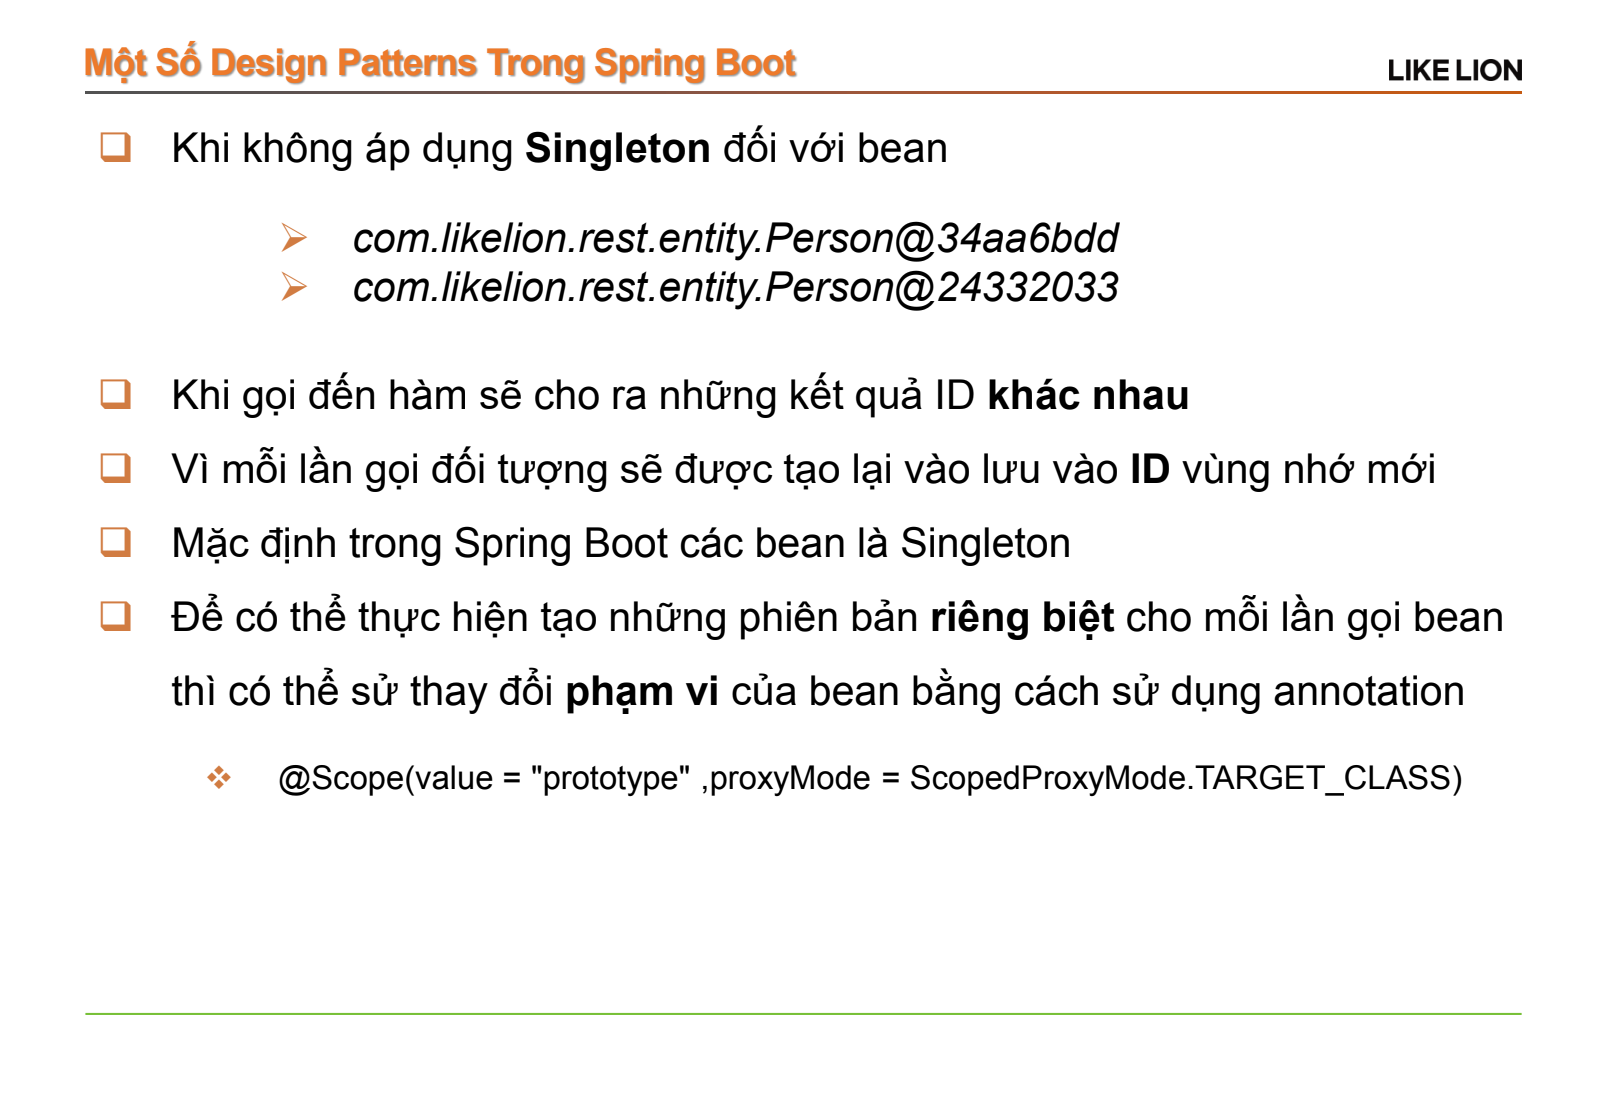 Một Số Design Patterns Trong Spring Boot
LIKE LION
Khi không áp dụng Singleton đối với bean
com.likelion.rest.entity.Person@34aa6bdd
com.likelion.rest.entity.Person@24332033
Khi gọi đến hàm sẽ cho ra những kết quả ID khác nhau
Vì mỗi lần gọi đối tượng sẽ được tạo lại vào lưu vào ID vùng nhớ mới
Mặc định trong Spring Boot các bean là Singleton
Để có thể thực hiện tạo những phiên bản riêng biệt cho mỗi lần gọi bean
thì có thể sử thay đổi phạm vi của bean bằng cách sử dụng annotation
@Scope(value = "prototype" ,proxyMode = ScopedProxyMode.TARGET_CLASS)